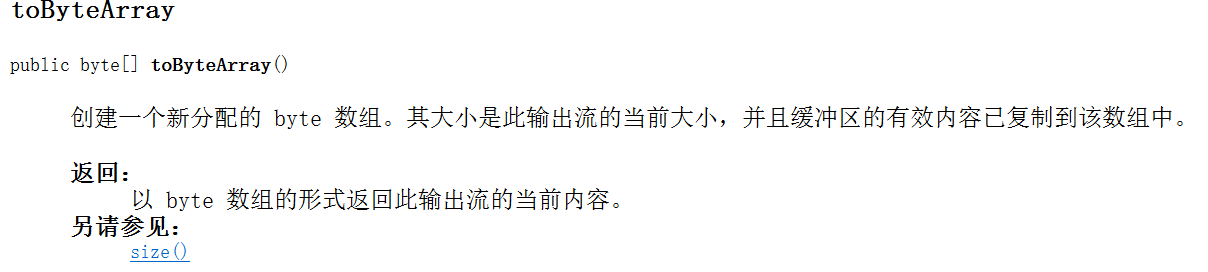 toByteArray
public byte[] toByteArray()
创建一个新分配的 byte 数组。其大小是此输出流的当前大小，并且缓冲区的有效内容已复制到该数组中。
返回：
以 byte 数组的形式返回此输出流的当前内容。
另请参见：
size()